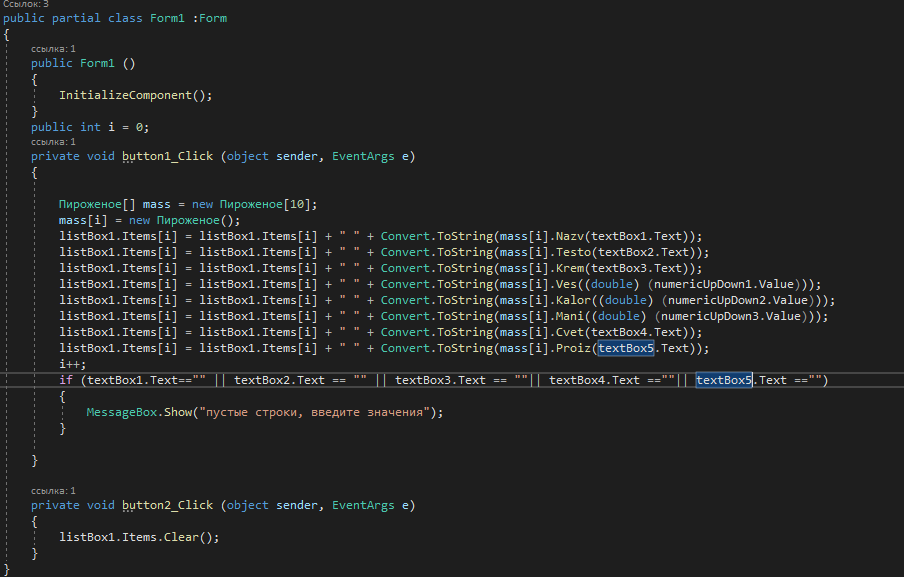 Ссылок: 3
public partial class Form1 :Form
{
ссылка: 1
public Form1 ()
{
InitializeComponent();
}
public int i = 0;
ссылка: 1
private void button1_Click (object sender, EventArgs e)
{
Пироженое[] mass = new Пироженое[10];
mass[i] = new Пироженое();
listBox1.Items[i] = listBox1.Items[i] + " " + Convert.ToString(mass[i].Nazv(textBox1.Text));
listBox1.Items[i] = listBox1.Items[i] + " " + Convert.ToString(mass[i].Testo(textBox2.Text));
listBox1.Items[i] = listBox1.Items[i] + " " + Convert.ToString(mass[i].Krem(textBox3.Text));
listBox1.Items[i] = listBox1.Items[i] + " " + Convert.ToString(mass[i].Ves((double) (numericUpDown1.Value)));
listBox1.Items[i] = listBox1.Items[i] + " " + Convert.ToString(mass[i].Kalor((double) (numericUpDown2.Value)));
listBox1.Items[i] = listBox1.Items[i] + " " + Convert.ToString(mass[i].Mani((double) (numericUpDown3.Value)));
listBox1.Items[i] = listBox1.Items[i] + " " + Convert.ToString(mass[i].Cvet(textBox4.Text));
listBox1.Items[i] = listBox1.Items[i] + " " + Convert.ToString(mass[i].Proiz(textBox5.Text));
i++;
if (textBox1.Text=="" || textBox2.Text == "" || textBox3.Text == ""|| textBox4.Text ==""|| textBox5.Text =="")
{
MessageBox.Show("пустые строки, введите значения");
}
}
ссылка: 1
private void button2_Click (object sender, EventArgs e)
{
listBox1.Items.Clear();
}
}